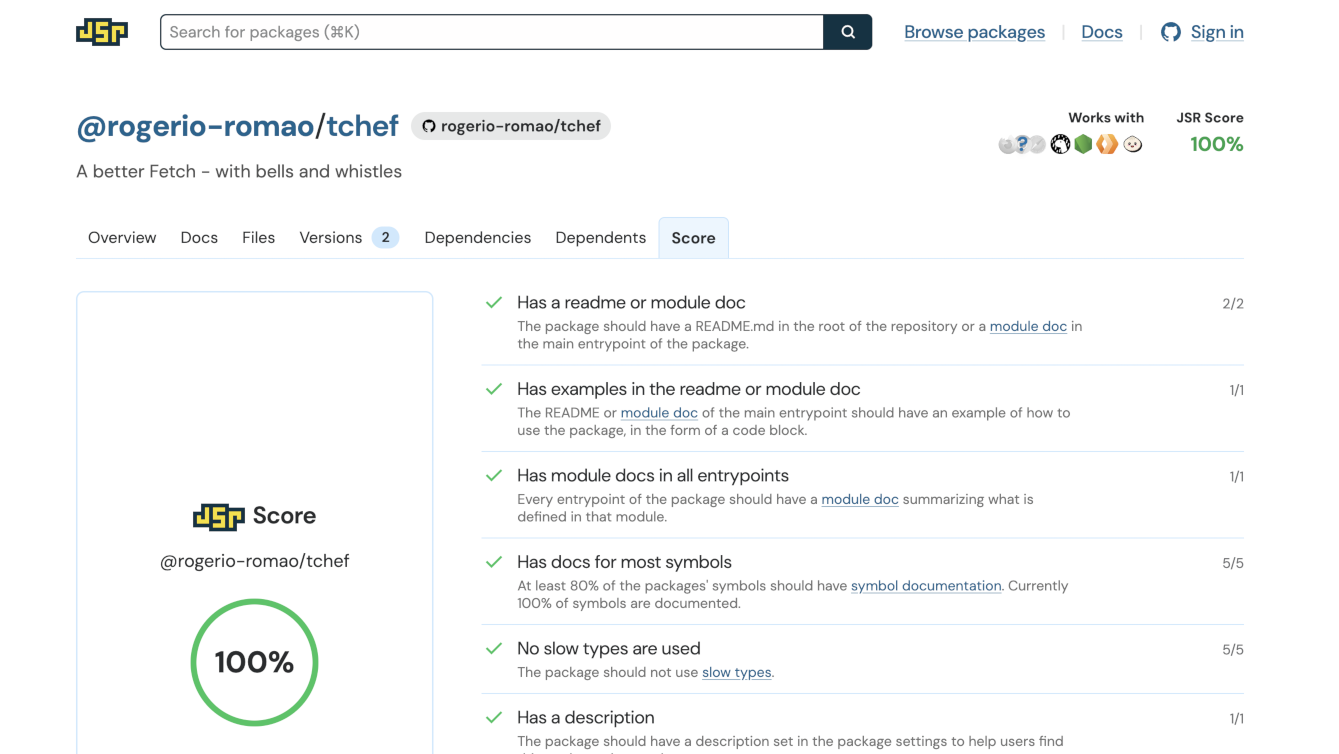 JSR
Search for packages (⌘K)
Browse packages
Docs
Sign in
@rogerio-romao/tchef
rogerio-romao/tchef
Works with
JSR Score
?
100%
A better Fetch - with bells and whistles
Overview
Docs
Files
Versions 2
Dependencies
Dependents
Score
JSR Score
@rogerio-romao/tchef
100%
Has a readme or module doc
2/2
The package should have a README.md in the root of the repository or a module doc in
the main entrypoint of the package.
Has examples in the readme or module doc
1/1
The README or module doc of the main entrypoint should have an example of how to
use the package, in the form of a code block.
Has module docs in all entrypoints
1/1
Every entrypoint of the package should have a module doc summarizing what is
defined in that module.
Has docs for most symbols
5/5
At least 80% of the packages' symbols should have symbol documentation. Currently
100% of symbols are documented.
No slow types are used
5/5
The package should not use slow types.
Has a description
1/1
The package should have a description set in the package settings to help users find